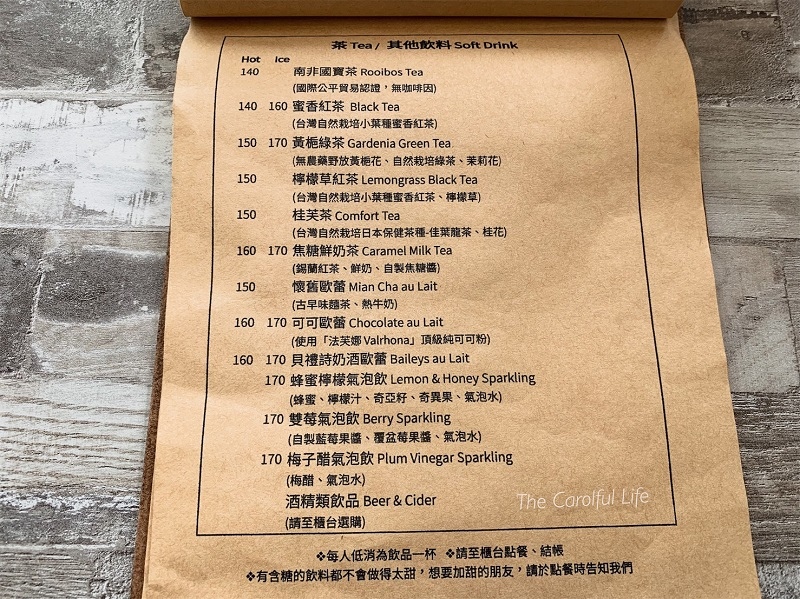 茶 Tea / 其他飲料 Soft Drink
Hot Ice
140 南非國寶茶 Rooibos Tea
(國際公平貿易認證，無咖啡因)
140 160 蜜香紅茶 Black Tea
(台灣自然栽培小葉種蜜香紅茶)
150 170 黃梔綠茶 Gardenia Green Tea
(無農藥野放黃梔花、自然栽培綠茶、茉莉花)
150 檸檬草紅茶 Lemongrass Black Tea
(台灣自然栽培小葉種蜜香紅茶、檸檬草)
150 桂芙茶 Comfort Tea
(台灣自然栽培日本保健茶種-佳葉龍茶、桂花)
160 170 焦糖鮮奶茶 Caramel Milk Tea
(錫蘭紅茶、鮮奶、自製焦糖醬)
150 懷舊歐蕾 Mian Cha au Lait
(古早味麵茶、熱牛奶)
160 170 可可歐蕾 Chocolate au Lait
(使用「法芙娜 Valrhona」頂級純可可粉)
160 170 貝禮詩奶酒歐蕾 Baileys au Lait
170 蜂蜜檸檬氣泡飲 Lemon & Honey Sparkling
(蜂蜜、檸檬汁、奇亞籽、奇異果、氣泡水)
170 雙莓氣泡飲 Berry Sparkling
(自製藍莓果醬、覆盆莓果醬、氣泡水)
170 梅子醋氣泡飲 Plum Vinegar Sparkling
(梅醋、氣泡水)
酒精類飲品 Beer & Cider
(請至櫃台選購)
The Carolful Life
❖每人低消為飲品一杯 ❖請至櫃台點餐、結帳
❖有含糖的飲料都不會做得太甜，想要加甜的朋友，請於點餐時告知我們